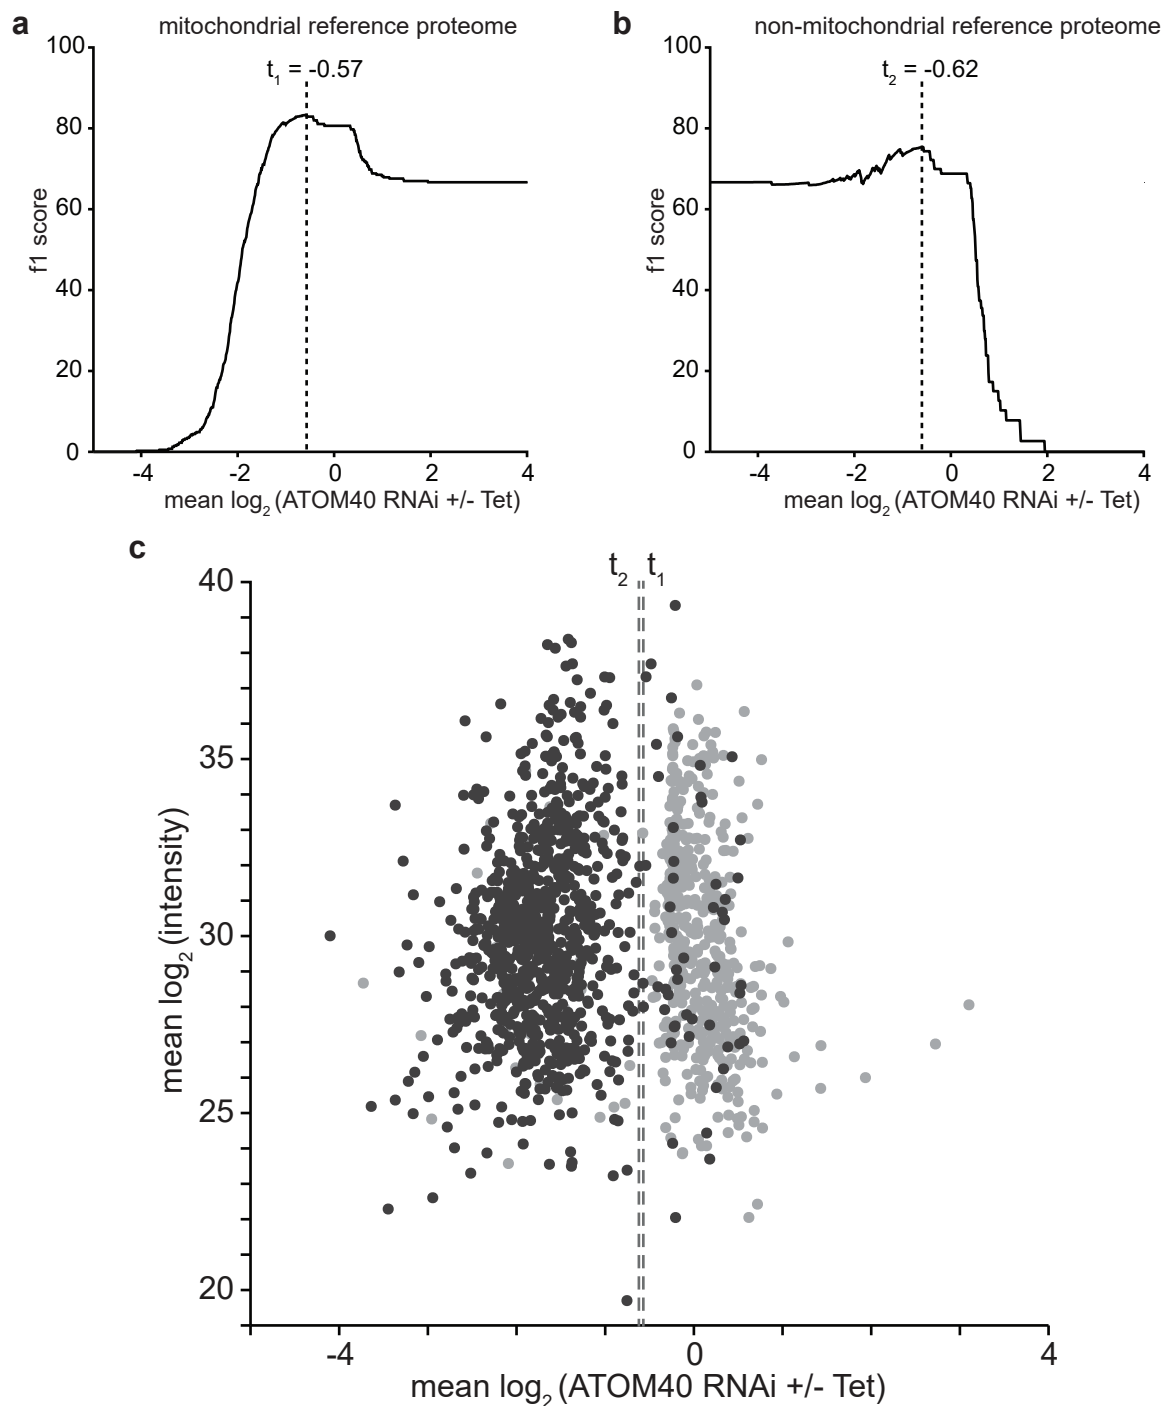 a mitochondrial reference proteome
100
t1 = -0.57
80
60
f1 score
40
20
0
-4 -2 0 2 4
mean log2 (ATOM40 RNAi +/- Tet)
b non-mitochondrial reference proteome
100
t2 = -0.62
80
60
f1 score
40
20
0
-4 -2 0 2 4
mean log2 (ATOM40 RNAi +/- Tet)
c
t2 t1
40
35
30
mean log2 (intensity)
25
20
-4 0 4
mean log2 (ATOM40 RNAi +/- Tet)